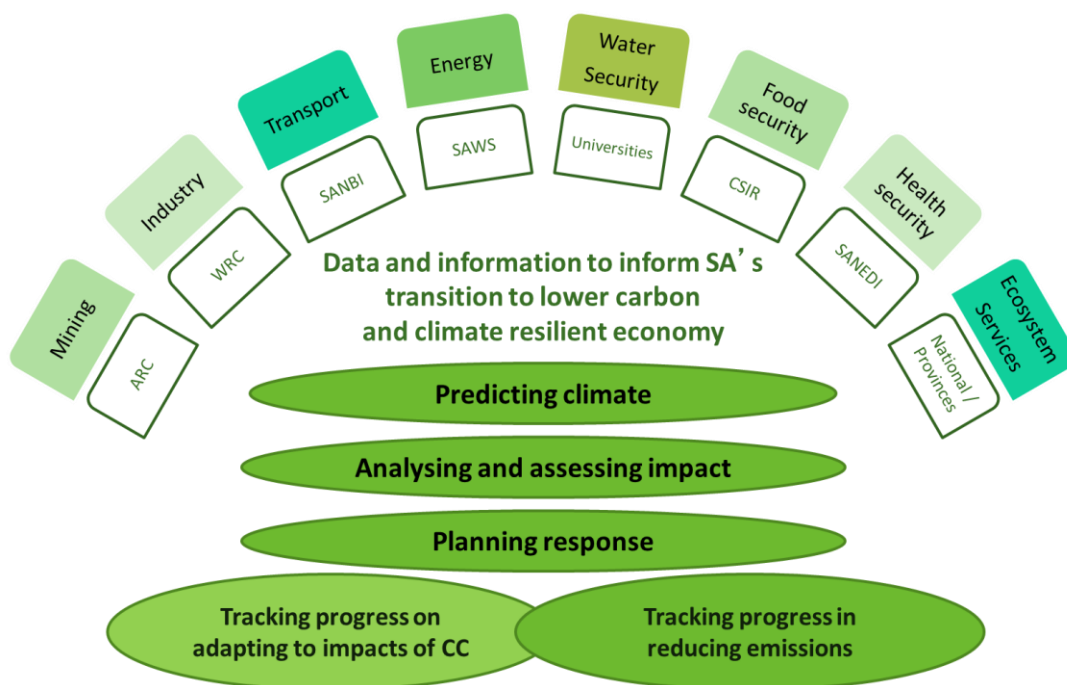 Mining
Industry
Transport
Energy
Water
Security
Food
security
Health
security
Ecosystem
Services
ARC
WRC
SANBI
SAWS
Universities
CSIR
SANEDI
National /
Provinces
Data and information to inform SA's
transition to lower carbon
and climate resilient economy
Predicting climate
Analysing and assessing impact
Planning response
Tracking progress on
adapting to impacts of CC
Tracking progress in
reducing emissions